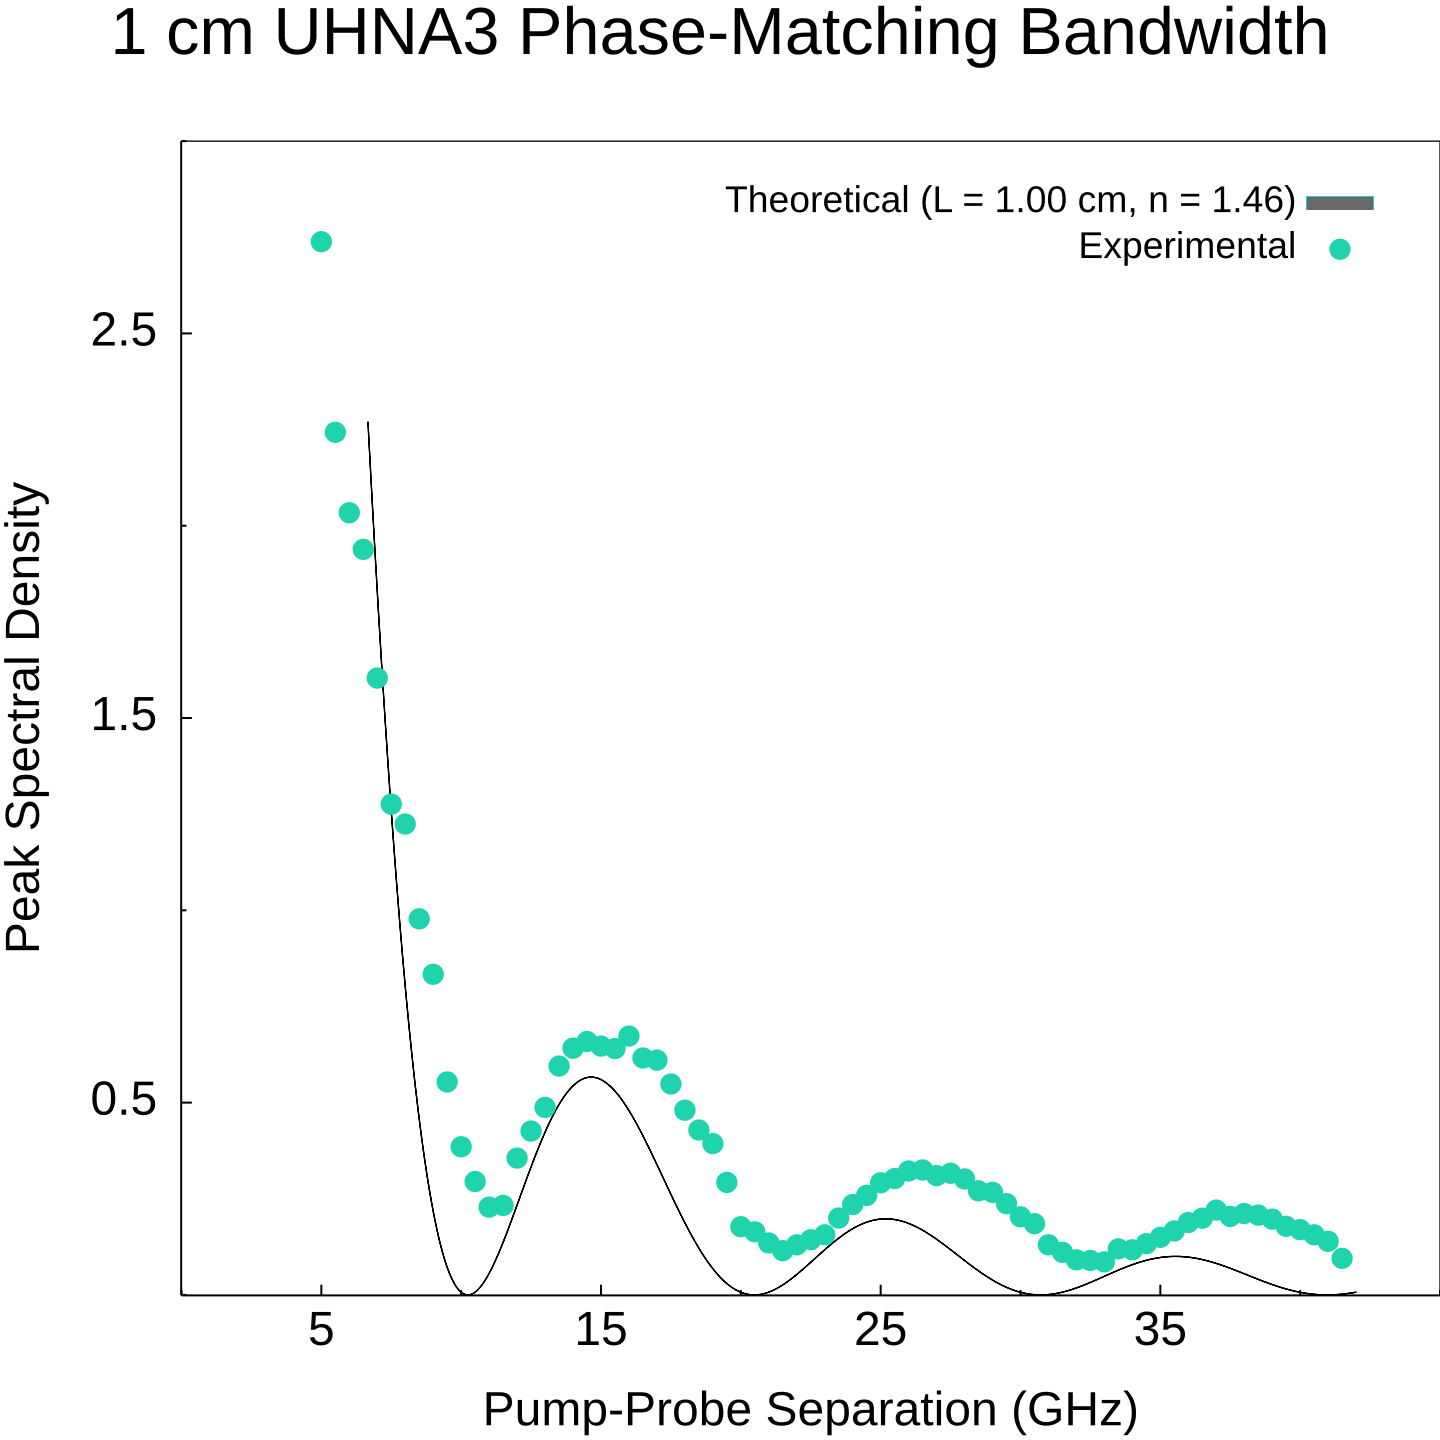 1 cm UHNA3 Phase-Matching Bandwidth
Theoretical (L = 1.00 cm, n = 1.46)
Experimental
2.5
1.5
0.5
Peak Spectral Density
5 15 25 35
Pump-Probe Separation (GHz)